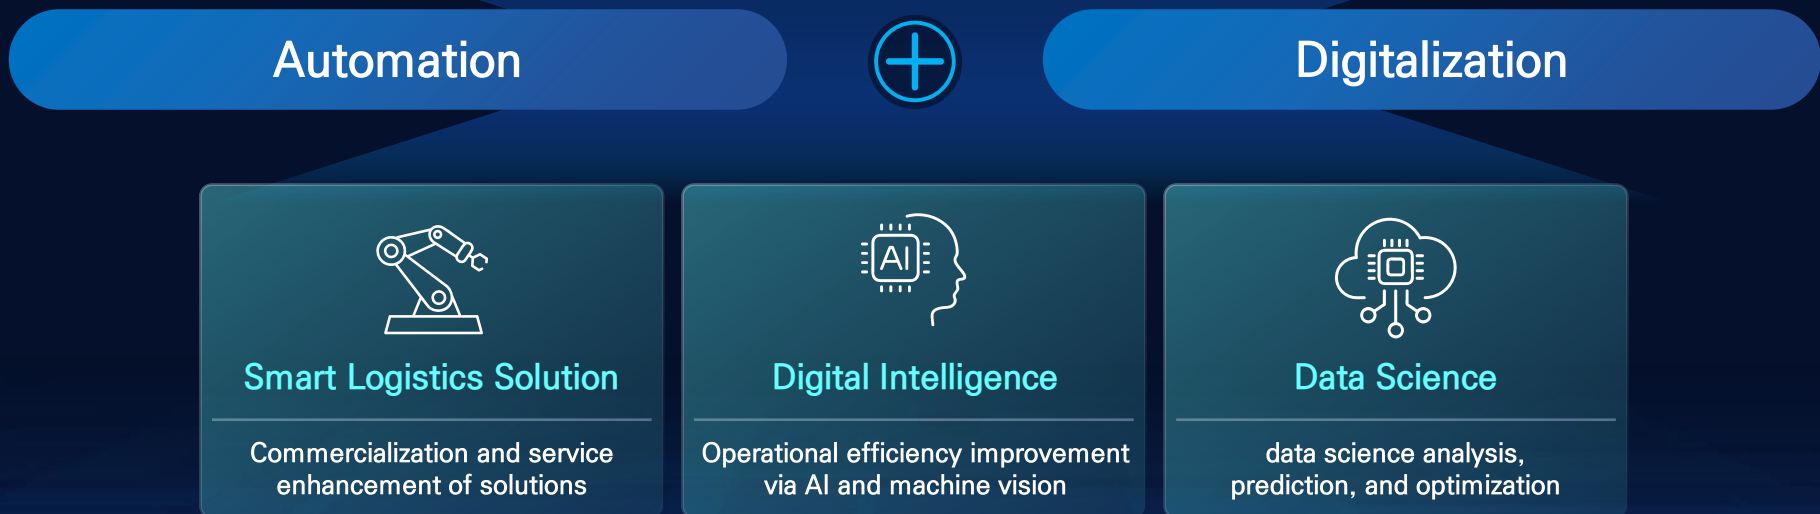 Automation
Digitalization
AI
Smart Logistics Solution
Commercialization and service
enhancement of solutions
Digital Intelligence
Operational efficiency improvement
via AI and machine vision
Data Science
data science analysis,
prediction, and optimization